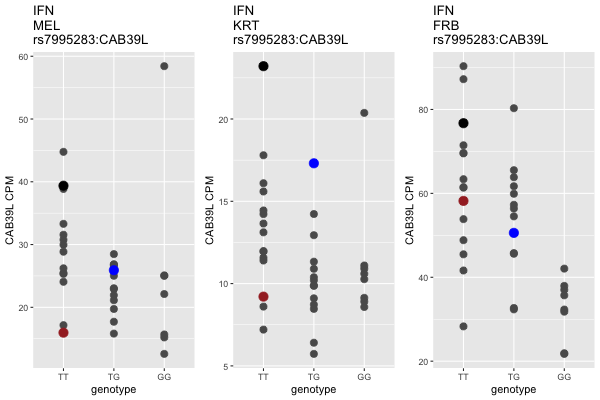 IFN
MEL
rs7995283:CAB39L
60
50
40
30
20
CAB39L CPM
TT TG GG
genotype
IFN
KRT
rs7995283:CAB39L
20
15
10
5
CAB39L CPM
TT TG GG
genotype
IFN
FRB
rs7995283:CAB39L
80
60
40
20
CAB39L CPM
TT TG GG
genotype